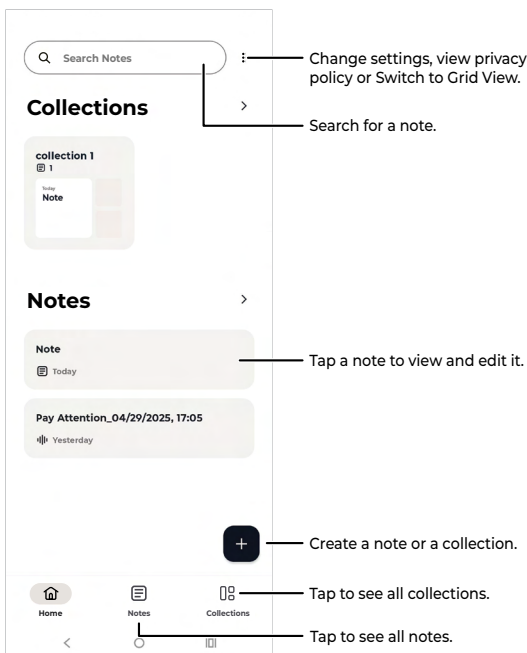 Search Notes
Change settings, view privacy
policy or Switch to Grid View.
Collections
Search for a note.
collection 1
1
Today
Note
Notes
Note
Today
Tap a note to view and edit it.
Pay Attention_04/29/2025, 17:05
Yesterday
Create a note or a collection.
Tap to see all collections.
Home
Notes
Collections
Tap to see all notes.